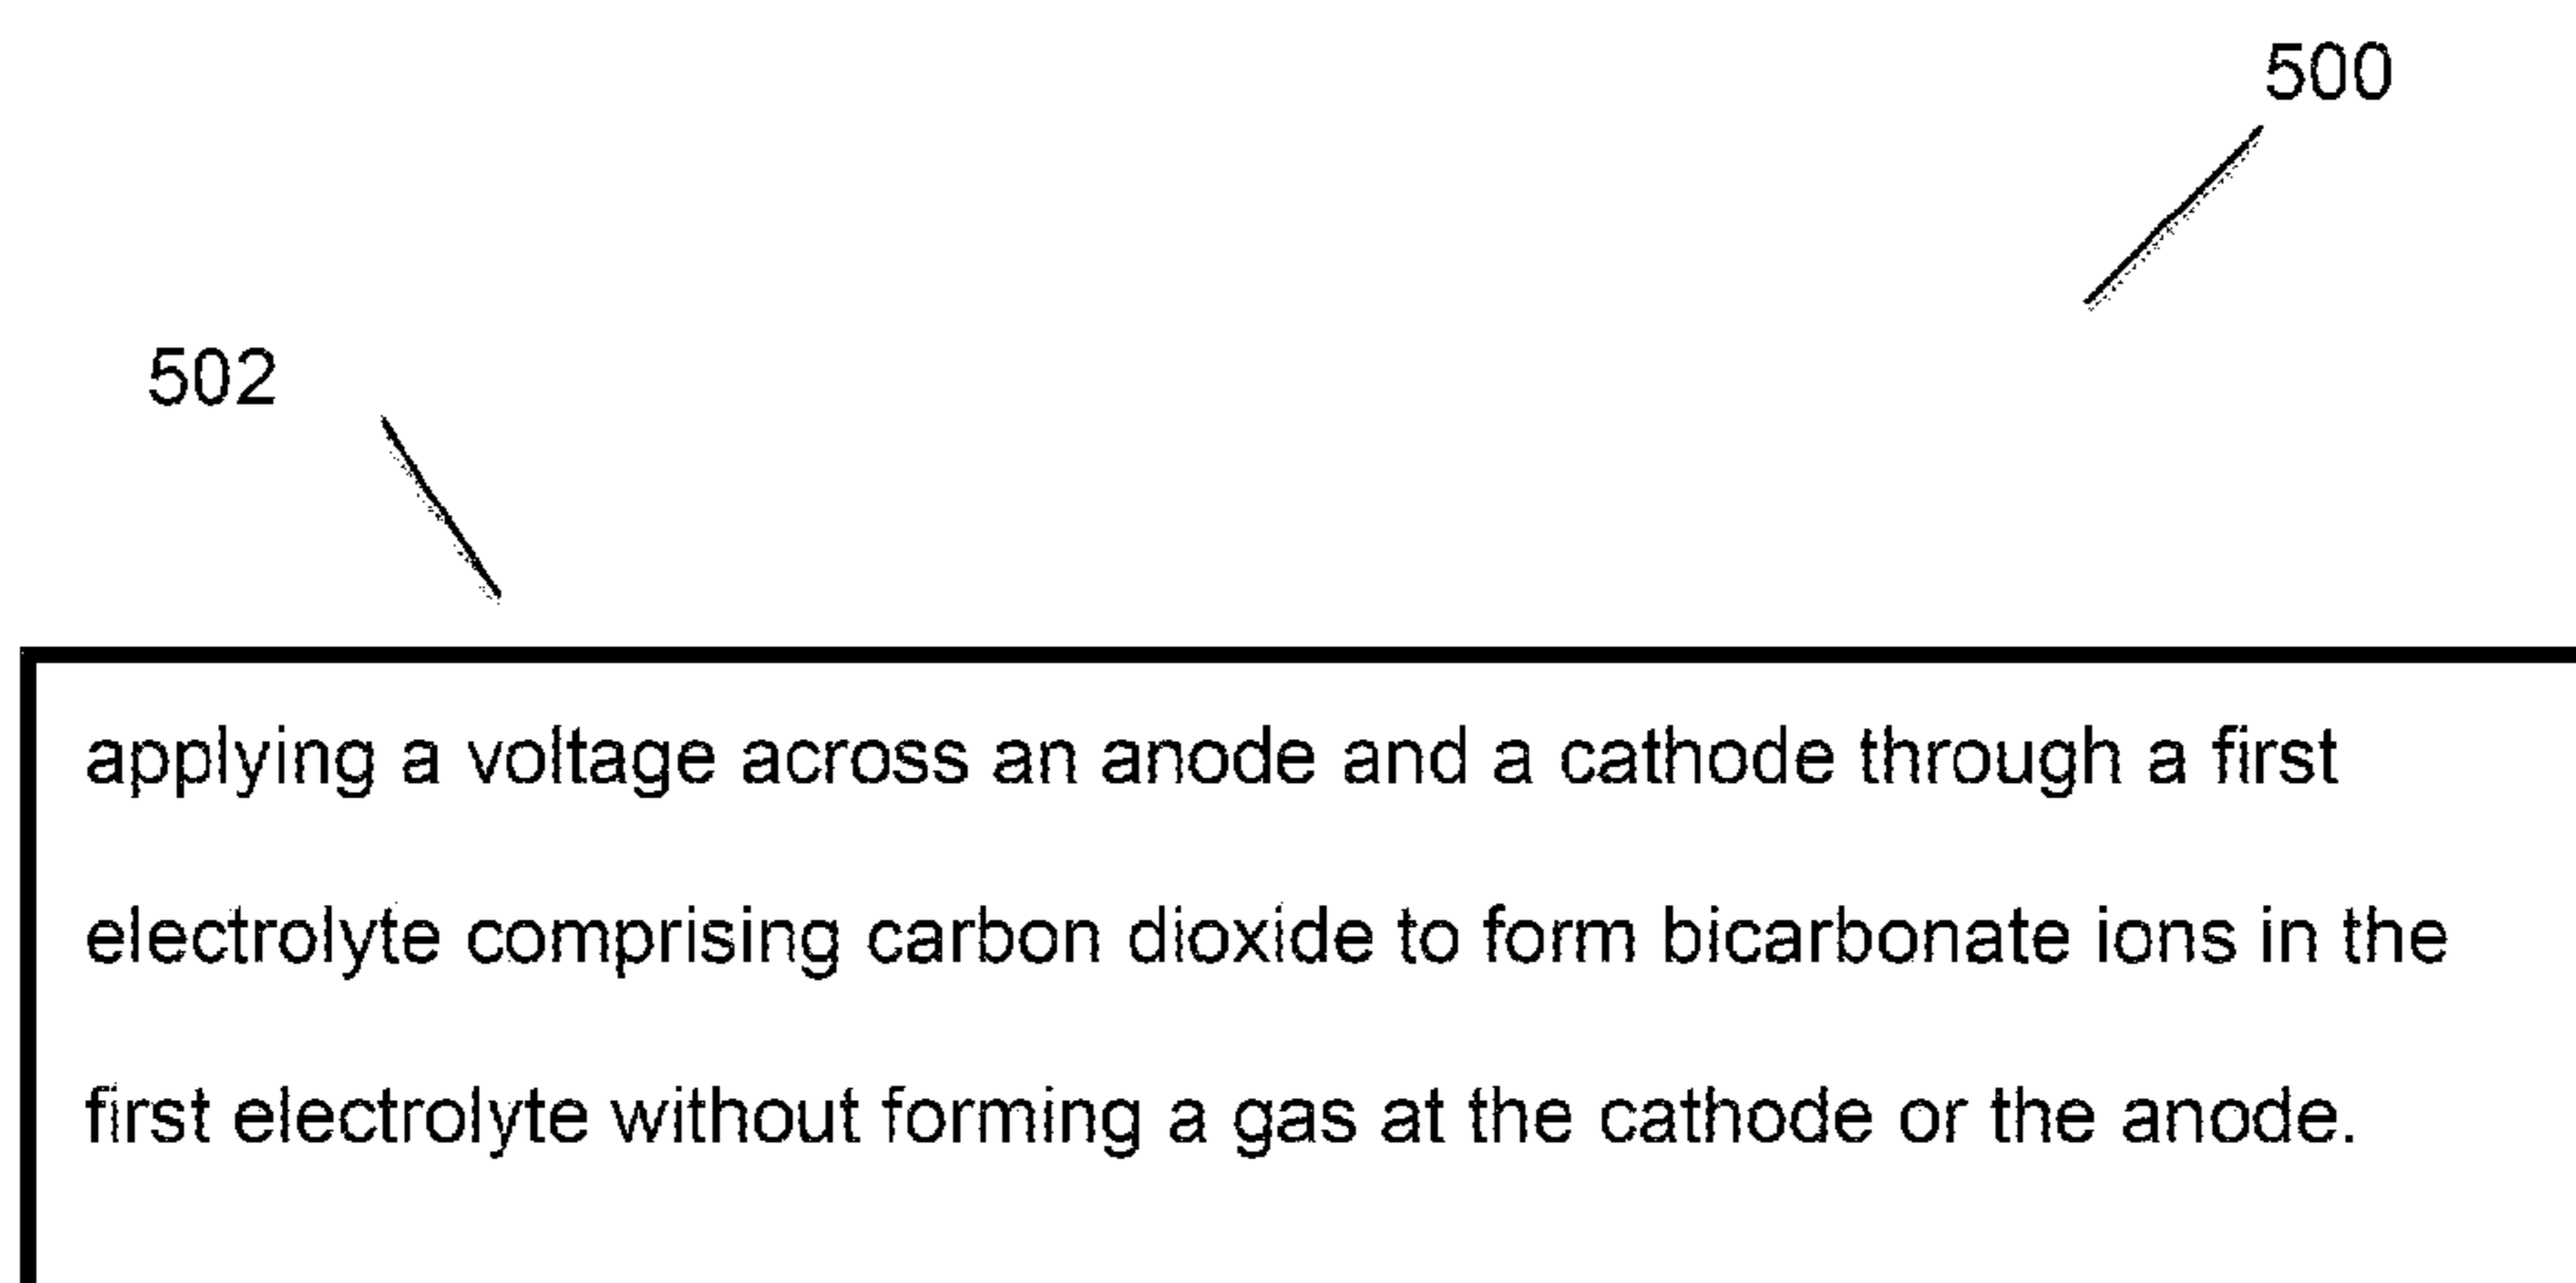 500
502
applying a voltage across an anode and a cathode through a first
electrolyte comprising carbon dioxide to form bicarbonate ions in the
first electrolyte without forming a gas at the cathode or the anode.